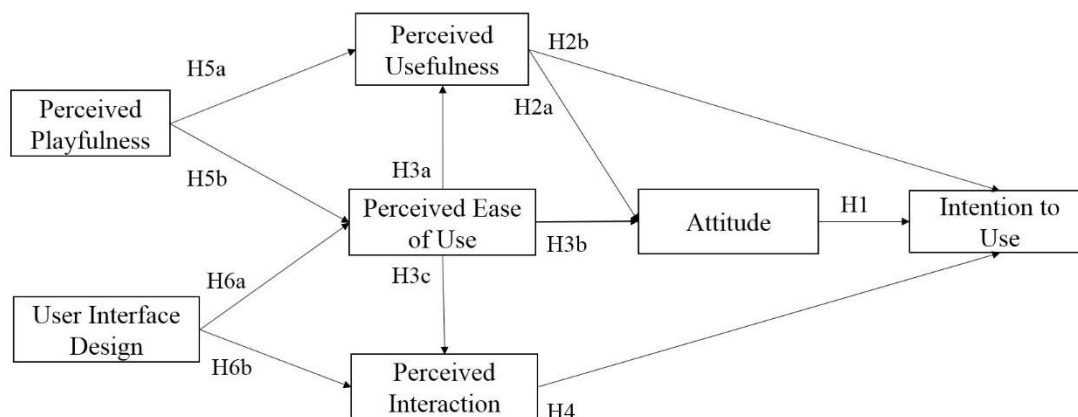 Perceived
Usefulness
H2b
H5a
H2a
Perceived
Playfulness
H5b
H3a
Perceived Ease
of Use
H3b
Attitude
H1
Intention to
Use
H3c
H6a
User Interface
Design
H6b
Perceived
Interaction
H4